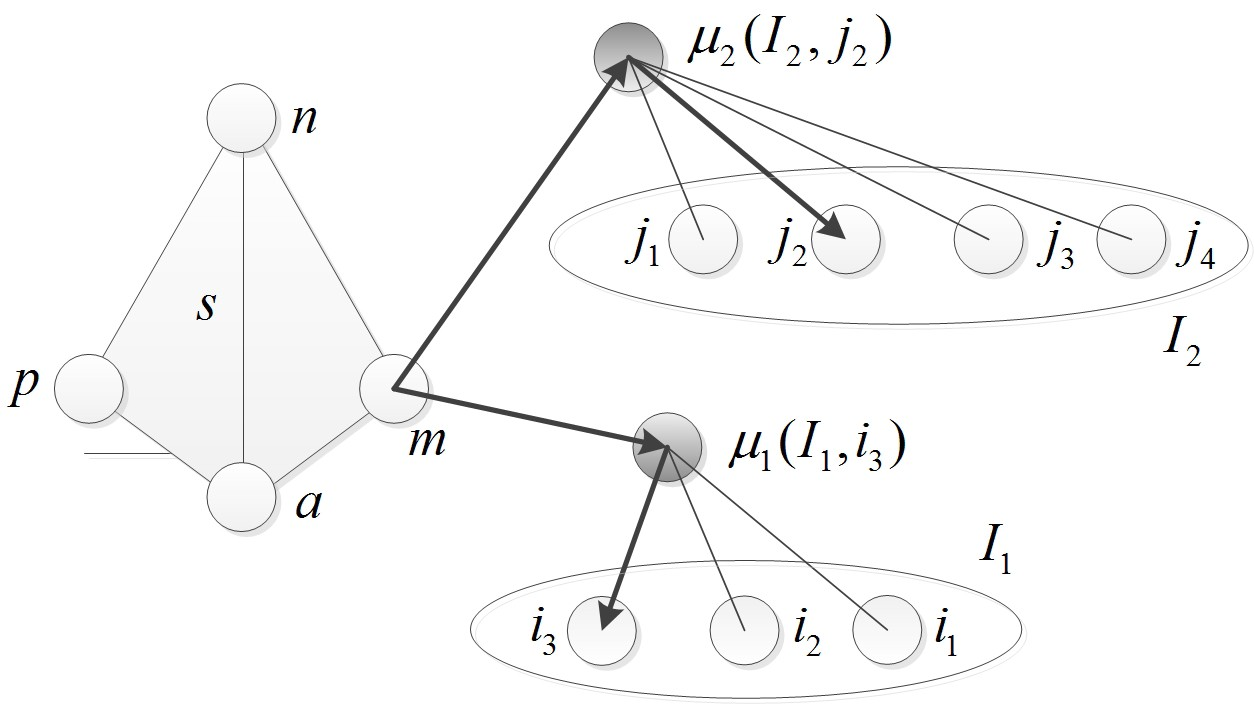 μ₂(I₂, j₂)
n
j₁ j₂ j₃ j₄
s
I₂
p
m
μ₁(I₁, i₃)
a
I₁
i₃ i₂ i₁